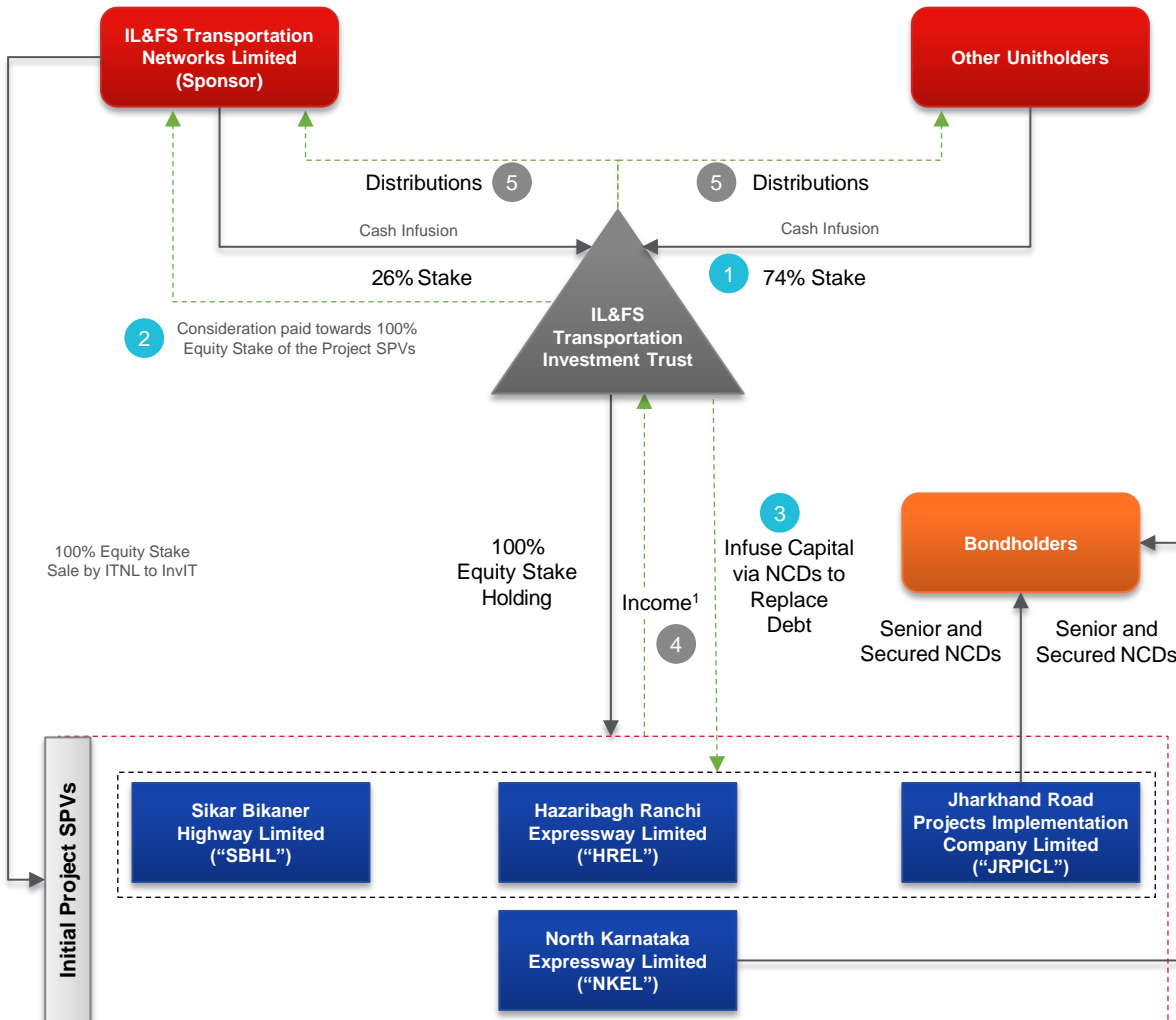 IL&FS Transportation
Networks Limited
(Sponsor)
Other Unitholders
Distributions 5
5 Distributions
Cash Infusion
Cash Infusion
26% Stake
1 74% Stake
2 Consideration paid towards 100%
Equity Stake of the Project SPVs
IL&FS
Transportation
Investment Trust
100% Equity Stake
Sale by ITNL to InvIT
100%
Equity Stake
Holding
Income¹
4
3
Infuse Capital
via NCDs to
Replace
Debt
Bondholders
Senior and
Secured NCDs
Senior and
Secured NCDs
Initial Project SPVs
Sikar Bikaner
Highway Limited
(“SBHL”)
Hazaribagh Ranchi
Expressway Limited
(“HREL”)
Jharkhand Road
Projects Implementation
Company Limited
(“JRPICL”)
North Karnataka
Expressway Limited
(“NKEL”)